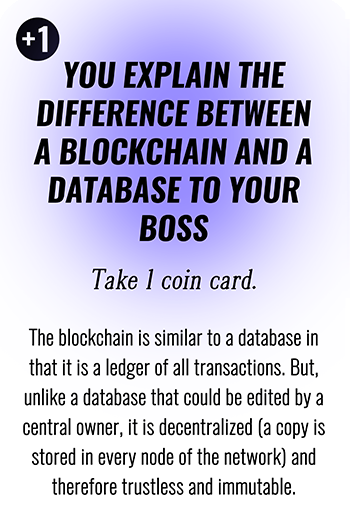 +1
YOU EXPLAIN THE
DIFFERENCE BETWEEN
A BLOCKCHAIN AND A
DATABASE TO YOUR
BOSS
Take 1 coin card.
The blockchain is similar to a database in
that it is a ledger of all transactions. But,
unlike a database that could be edited by a
central owner, it is decentralized (a copy is
stored in every node of the network) and
therefore trustless and immutable.